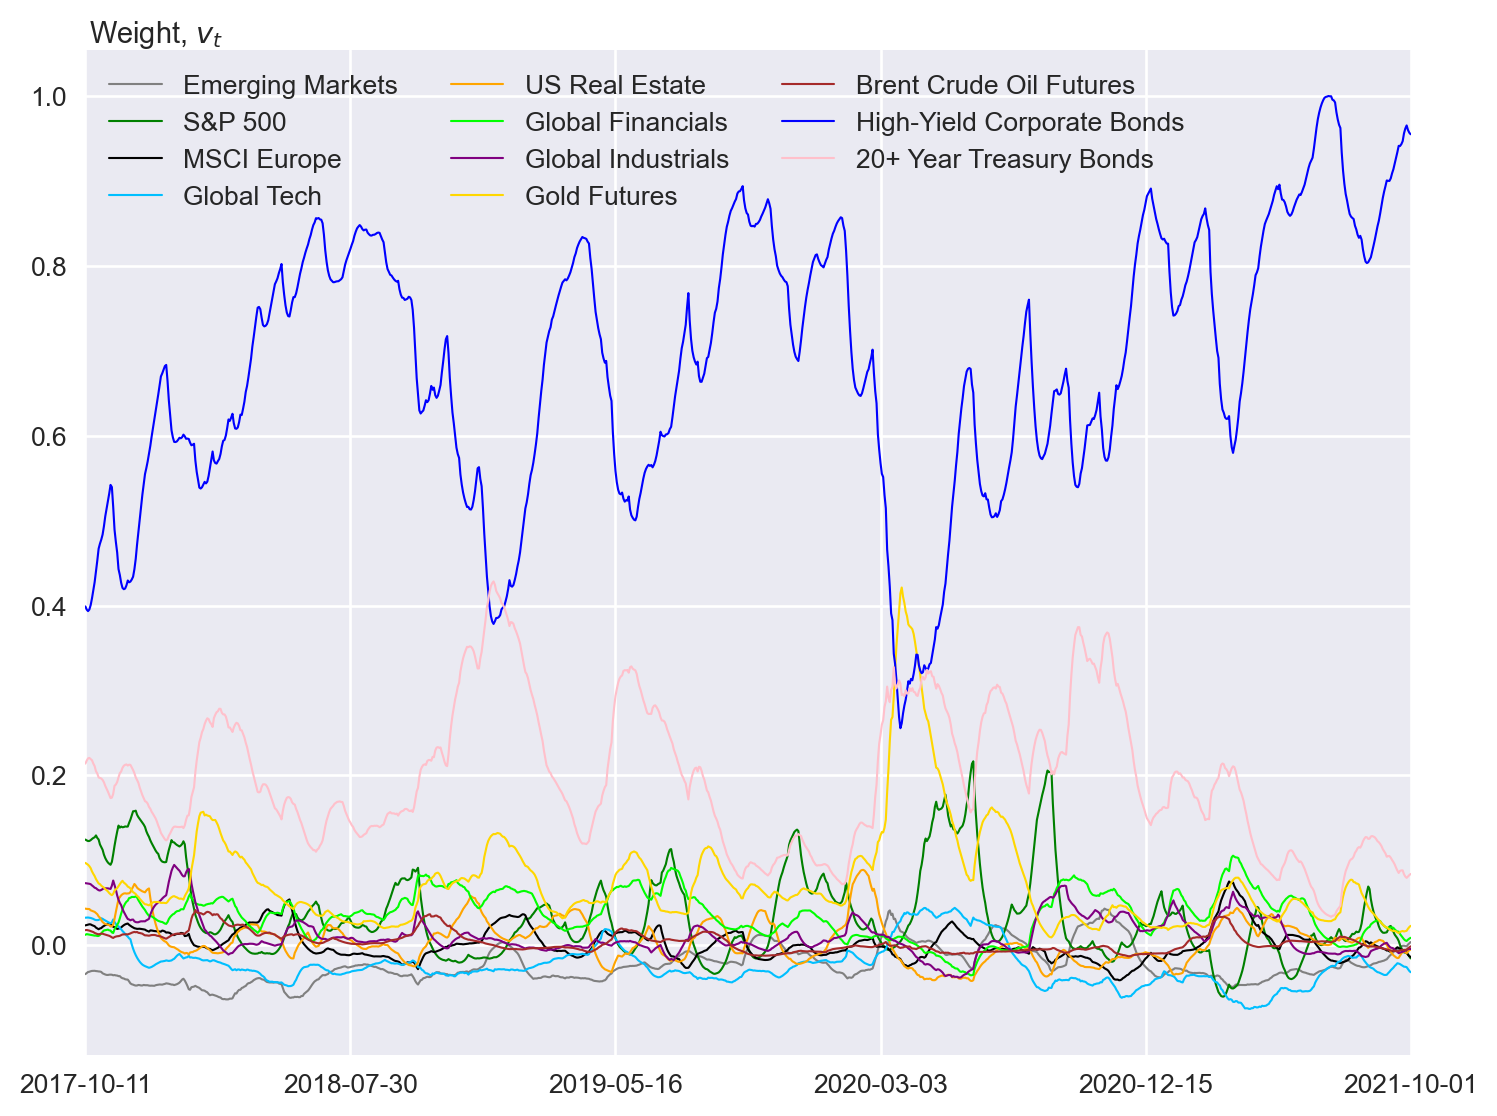 Weight, vₜ
Emerging Markets
S&P 500
MSCI Europe
Global Tech
US Real Estate
Global Financials
Global Industrials
Gold Futures
Brent Crude Oil Futures
High-Yield Corporate Bonds
20+ Year Treasury Bonds
1.0
0.8
0.6
0.4
0.2
0.0
2017-10-11
2018-07-30
2019-05-16
2020-03-03
2020-12-15
2021-10-01